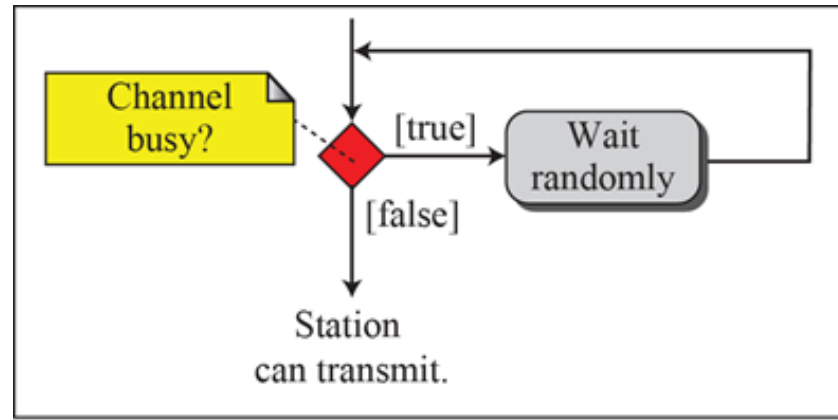 Channel
busy?
[true]
Wait
randomly
[false]
Station
can transmit.